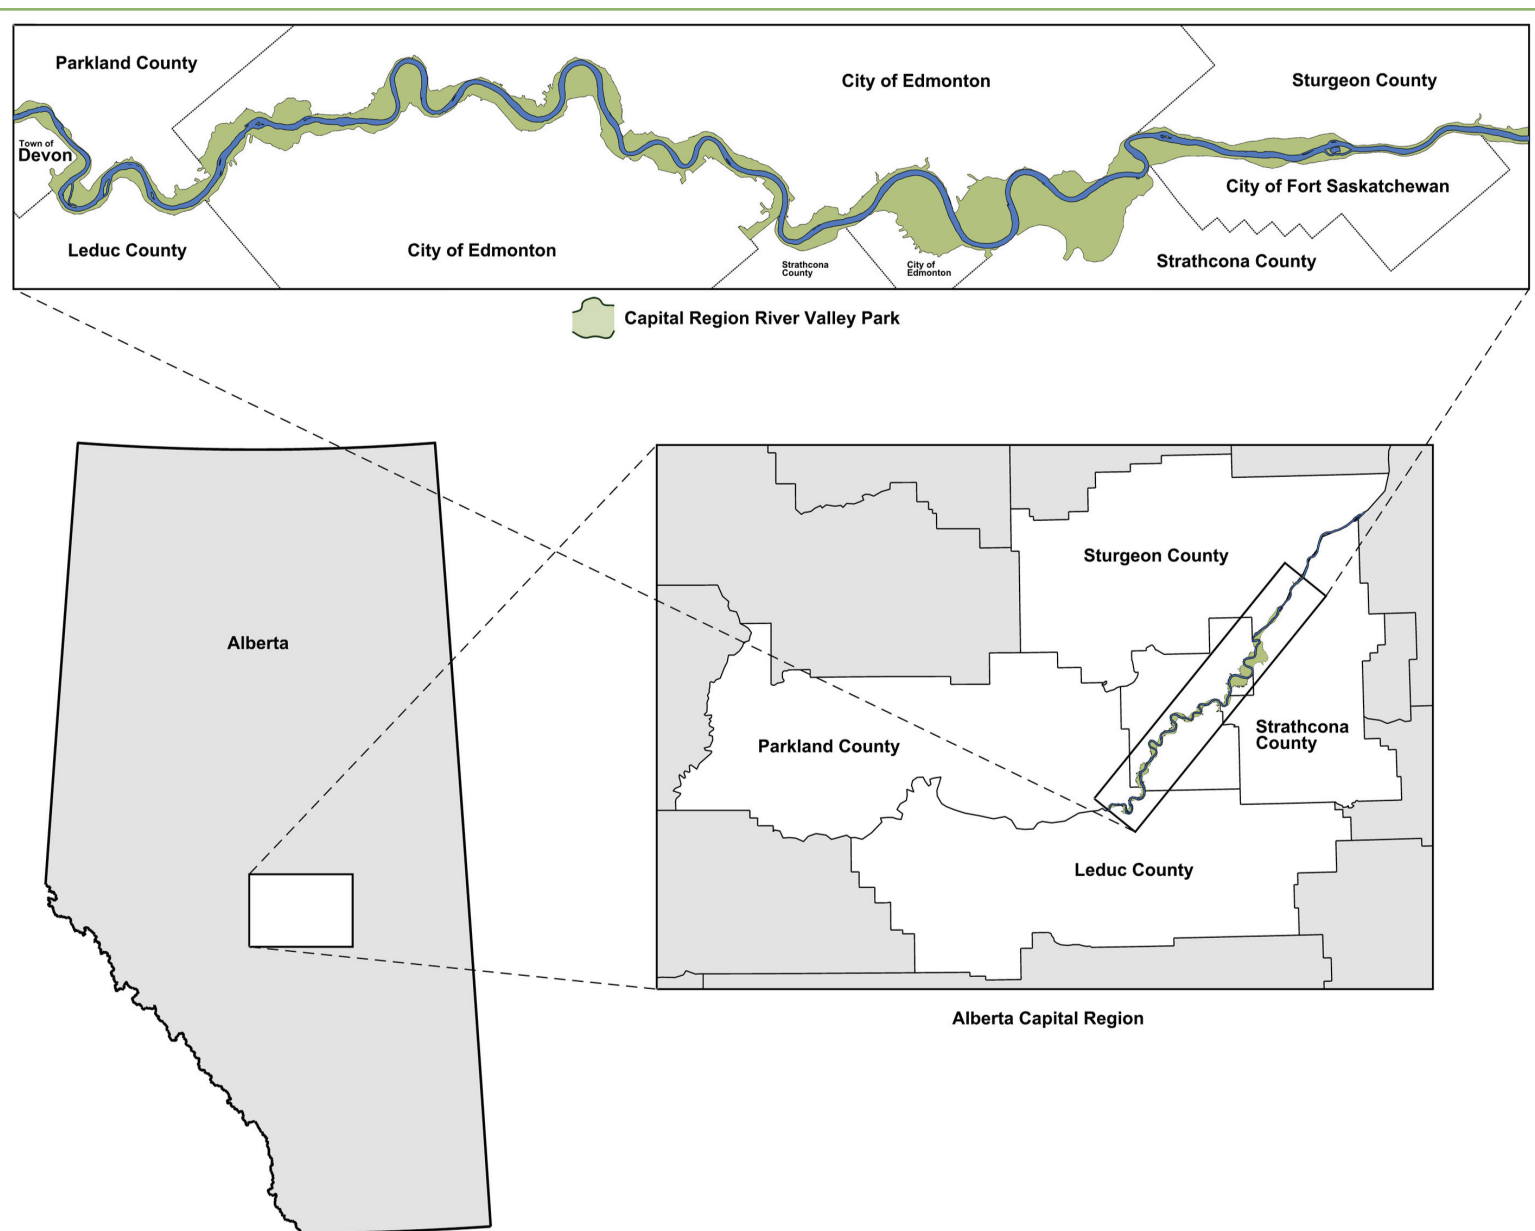 Parkland County
City of Edmonton
Sturgeon County
Town of
Devon
City of Fort Saskatchewan
Leduc County
City of Edmonton
Strathcona
County
City of
Edmonton
Strathcona County
Capital Region River Valley Park
Alberta
Sturgeon County
Parkland County
Strathcona
County
Leduc County
Alberta Capital Region